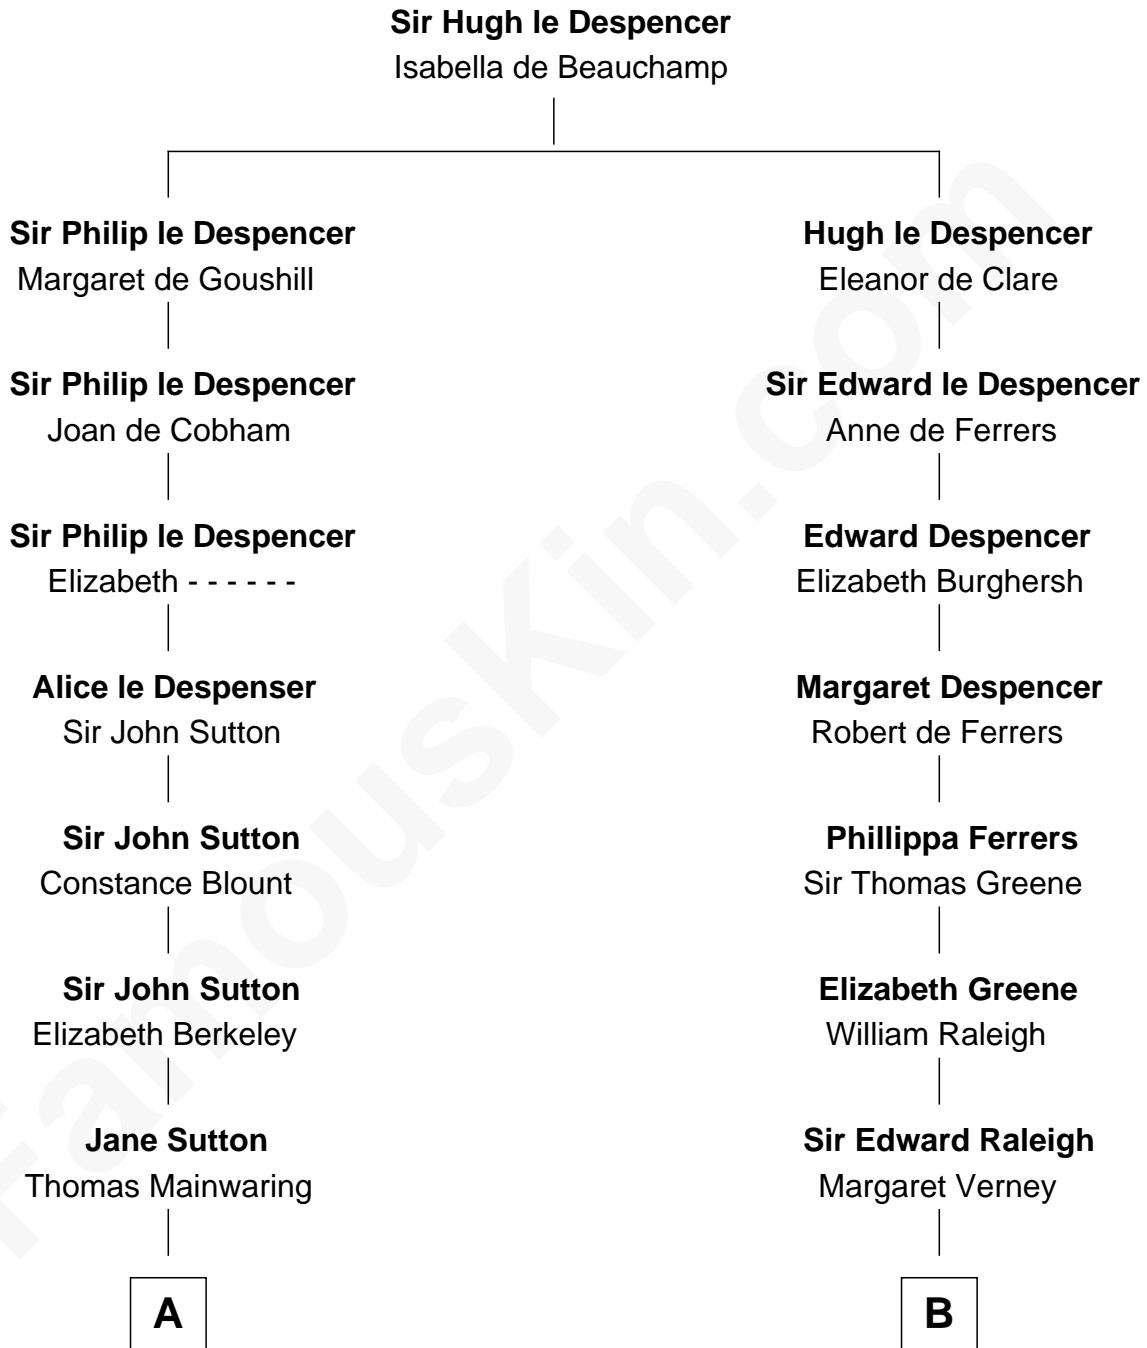 Sir Hugh le Despencer
Isabella de Beauchamp
Sir Philip le Despencer
Margaret de Goushill
Hugh le Despencer
Eleanor de Clare
Sir Philip le Despencer
Joan de Cobham
Sir Edward le Despencer
Anne de Ferrers
Sir Philip le Despencer
Elizabeth - - - - - -
Edward Despencer
Elizabeth Burghersh
Alice le Despenser
Sir John Sutton
Margaret Despencer
Robert de Ferrers
Sir John Sutton
Constance Blount
Phillippa Ferrers
Sir Thomas Greene
Sir John Sutton
Elizabeth Berkeley
Elizabeth Greene
William Raleigh
Jane Sutton
Thomas Mainwaring
Sir Edward Raleigh
Margaret Verney
A
B
FamousKin.com